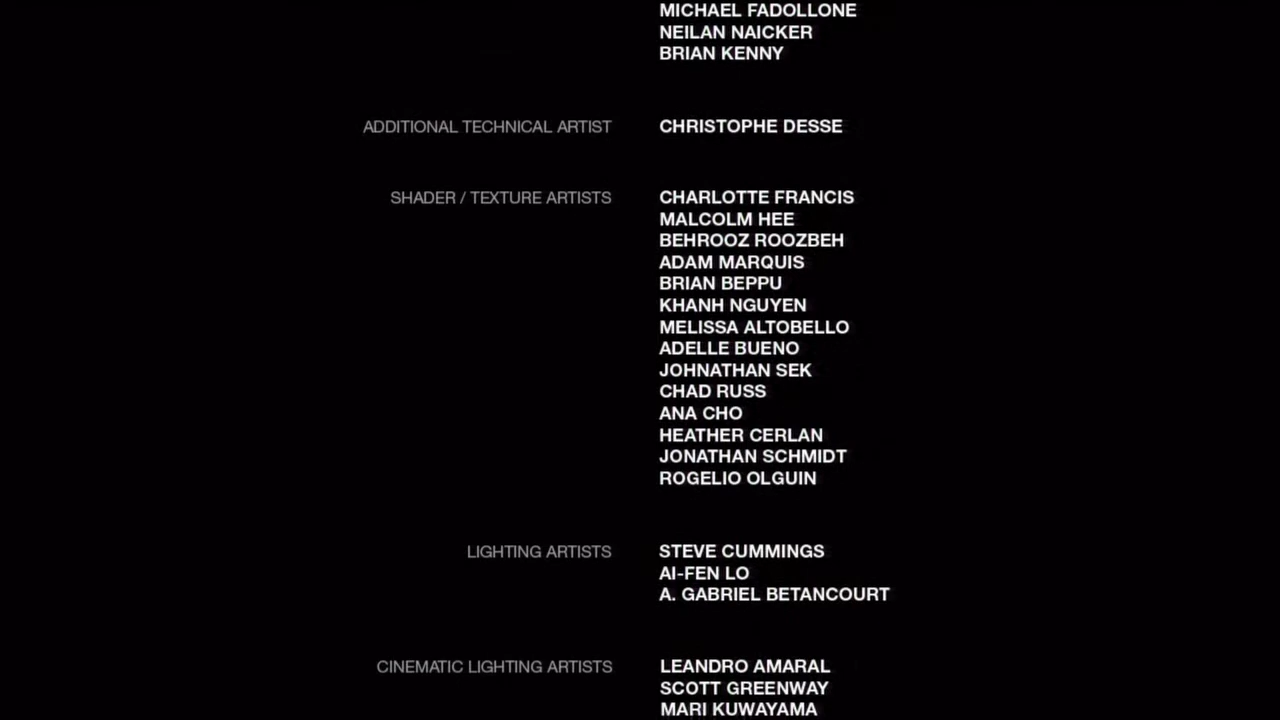 MICHAEL FADOLLONE
NEILAN NAICKER
BRIAN KENNY
ADDITIONAL TECHNICAL ARTIST CHRISTOPHE DESSE
SHADER / TEXTURE ARTISTS CHARLOTTE FRANCIS
MALCOLM HEE
BEHROOZ ROOZBEH
ADAM MARQUIS
BRIAN BEPPU
KHANH NGUYEN
MELISSA ALTOBELLO
ADELLE BUENO
JOHNATHAN SEK
CHAD RUSS
ANA CHO
HEATHER CERLAN
JONATHAN SCHMIDT
ROGELIO OLGUIN
LIGHTING ARTISTS STEVE CUMMINGS
AI-FEN LO
A. GABRIEL BETANCOURT
CINEMATIC LIGHTING ARTISTS LEANDRO AMARAL
SCOTT GREENWAY
MARI KUWAYAMA